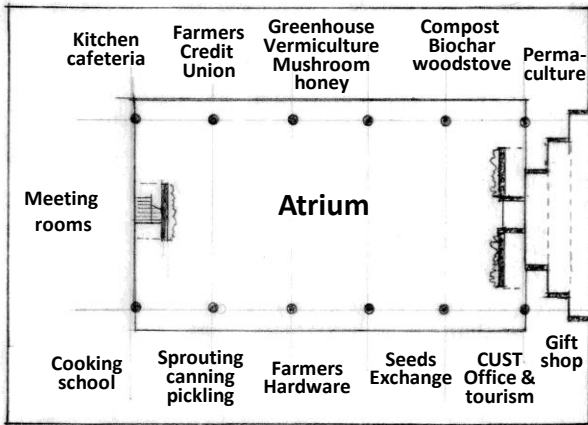 Kitchen
cafeteria
Farmers
Credit
Union
Greenhouse
Vermiculture
Mushroom
honey
Compost
Biochar
woodstove
Perma-
culture
Meeting
rooms
Atrium
Cooking
school
Sprouting
canning
pickling
Farmers
Hardware
Seeds
Exchange
CUST
Office &
tourism
Gift
shop